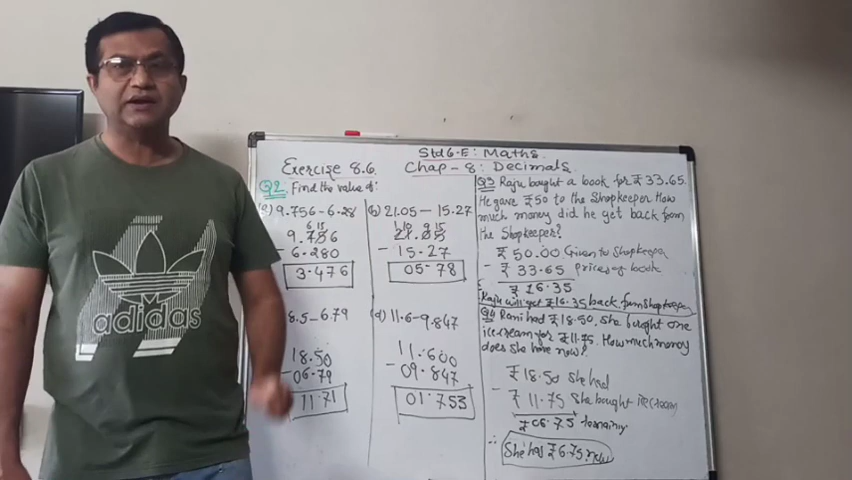 Std 6-E: Maths
Exercise 8.6.
Chap - 8: Decimals.
Q2 Find the value of:
9.756-6.28
6 15
9.756
- 6.280
3.476
8.5-6.79
18.50
-06.79
11.71
(b) 21.05 - 15.27
21.05
- 15.27
05.78
(d) 11.6-9.847
11.600
- 09.847
01.753
Q3 Raju bought a book for ₹33.65.
He gave ₹50 to the Shopkeeper How
much money did he get back from
the Shopkeeper?
₹50.00 Given to Shopkeeper
- ₹ 33.65 price of book
₹ 16.35
Raju will get ₹16.35 back from Shopkeeper
Q4 Rani had ₹18.50, She bought one
ice cream for ₹11.75. How much money
does She have now?
₹18.50 She had
- ₹11.75 She bought ice cream
₹06.75 remaining
∴ She has ₹6.75 now
adidas